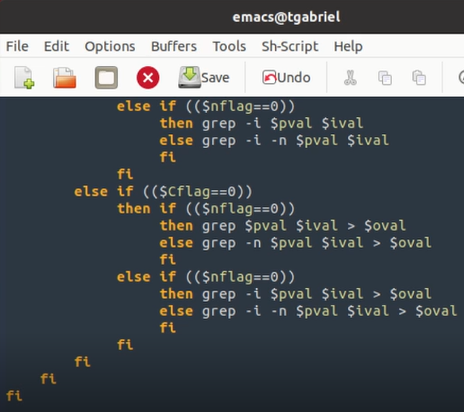 emacs@tgabriel
File Edit Options Buffers Tools Sh-Script Help
Save Undo
else if (($nflag==0))
then grep -i $pval $ival
else grep -i -n $pval $ival
fi
fi
else if (($Cflag==0))
then if (($nflag==0))
then grep $pval $ival > $oval
else grep -n $pval $ival > $oval
fi
else if (($nflag==0))
then grep -i $pval $ival > $oval
else grep -i -n $pval $ival > $oval
fi
fi
fi
fi
fi